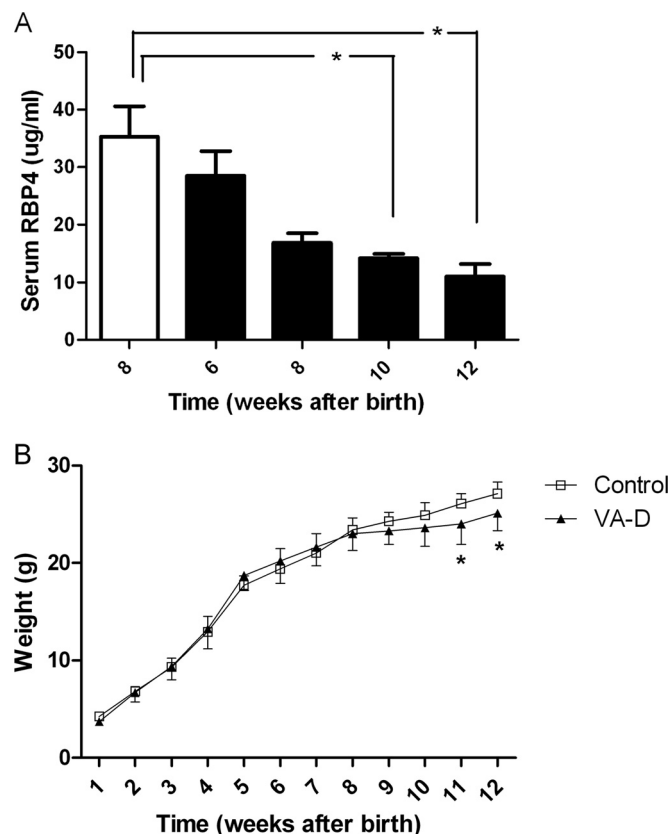 A
*
*
50
40
30
20
10
0
Serum RBP4 (ug/ml)
8 6 8 10 12
Time (weeks after birth)
B
30
20
10
0
Weight (g)
Control
VA-D
* *
1 2 3 4 5 6 7 8 9 10 11 12
Time (weeks after birth)